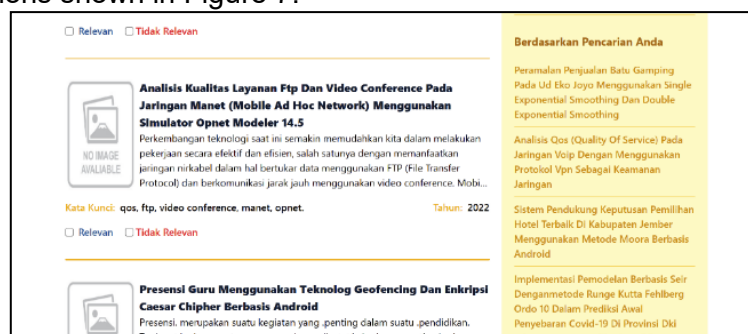 ions shown in Figure 7.
Relevan Tidak Relevan
NO IMAGE
AVALIABLE
Analisis Kualitas Layanan Ftp Dan Video Conference Pada
Jaringan Manet (Mobile Ad Hoc Network) Menggunakan
Simulator Opnet Modeler 14.5
Perkembangan teknologi saat ini semakin memudahkan kita dalam melakukan
pekerjaan secara efektif dan efisien, salah satunya dengan memanfaatkan
jaringan nirkabel dalam hal bertukar data menggunakan FTP (File Transfer
Protocol) dan berkomunikasi jarak jauh menggunakan video conference. Mobi...
Kata Kunci: qos, ftp, video conference, manet, opnet. Tahun: 2022
Relevan Tidak Relevan
Presensi Guru Menggunakan Teknolog Geofencing Dan Enkripsi
Caesar Chipher Berbasis Android
Presensi. merupakan suatu kegiatan yang .penting dalam suatu .pendidikan.
Berdasarkan Pencarian Anda
Peramalan Penjualan Batu Gamping
Pada Ud Eko Joyo Menggunakan Single
Exponential Smoothing Dan Double
Exponential Smoothing
Analisis Qos (Quality Of Service) Pada
Jaringan Voip Dengan Menggunakan
Protokol Vpn Sebagai Keamanan
Jaringan
Sistem Pendukung Keputusan Pemilihan
Hotel Terbaik Di Kabupaten Jember
Menggunakan Metode Moora Berbasis
Android
Implementasi Pemodelan Berbasis Seir
Denganmetode Runge Kutta Fehlberg
Ordo 10 Dalam Prediksi Awal
Penyeberan Covid-19 Di Provinsi Dki